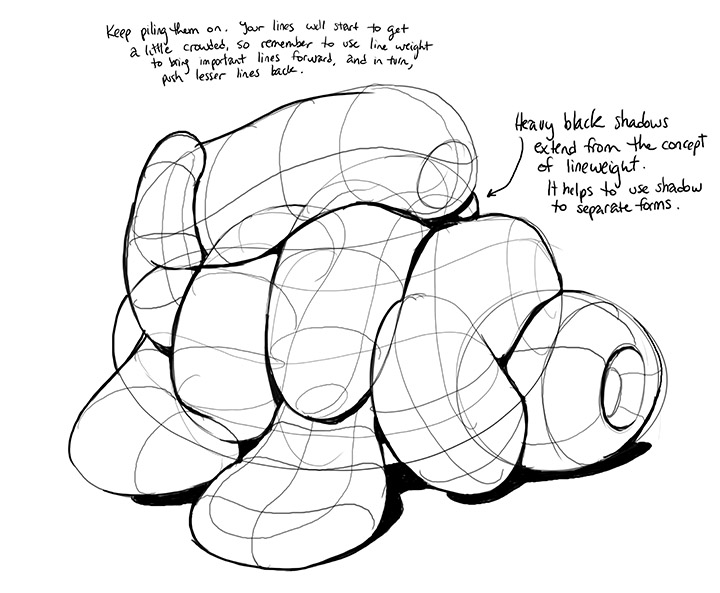 Keep piling them on. Your lines will start to get
a little crowded, so remember to use line weight
to bring important lines forward, and in turn,
push lesser lines back.
Heavy black shadows
extend from the concept
of lineweight.
It helps to use shadow
to separate forms.